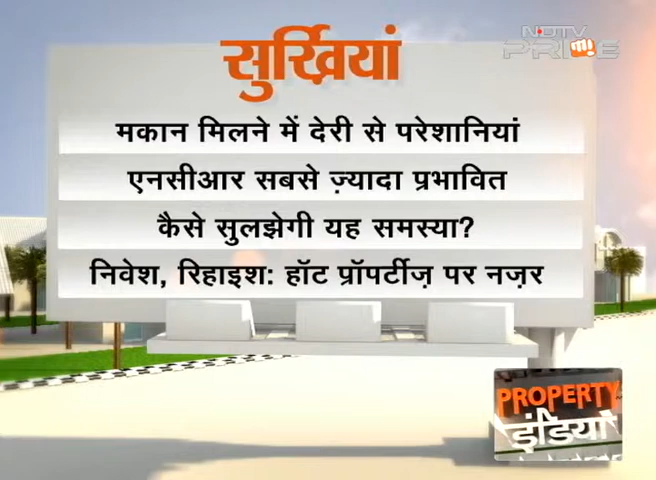 सुर्ख़ियां
NDTV
PRIME
मकान मिलने में देरी से परेशानियां
एनसीआर सबसे ज़्यादा प्रभावित
कैसे सुलझेगी यह समस्या?
निवेश, रिहाइश: हॉट प्रॉपर्टीज़ पर नज़र
PROPERTY
इंडिया